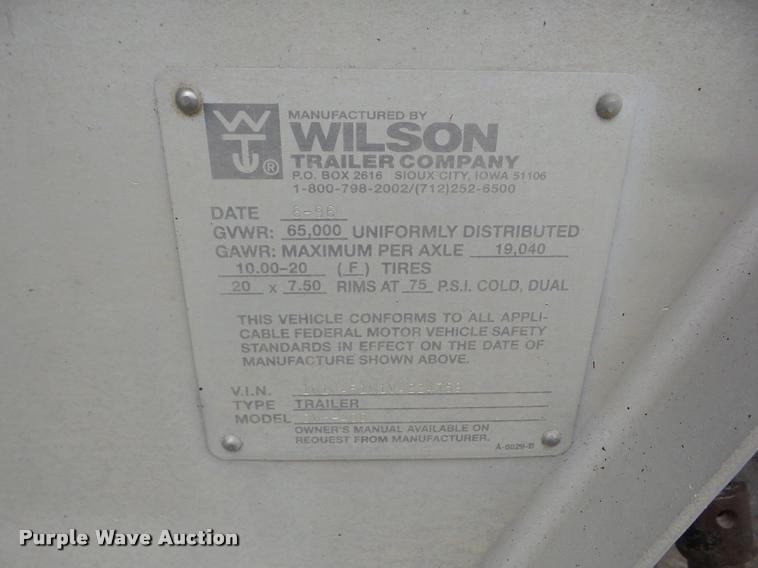 MANUFACTURED BY
WILSON
TRAILER COMPANY
P.O. BOX 2616 SIOUX CITY, IOWA 51106
1-800-798-2002/(712)252-6500
DATE 6-96
GVWR: 65,000 UNIFORMLY DISTRIBUTED
GAWR: MAXIMUM PER AXLE 19,040
10.00-20 (F) TIRES
20 x 7.50 RIMS AT 75 P.S.I. COLD, DUAL
THIS VEHICLE CONFORMS TO ALL APPLI-
CABLE FEDERAL MOTOR VEHICLE SAFETY
STANDARDS IN EFFECT ON THE DATE OF
MANUFACTURE SHOWN ABOVE.
V.I.N.
TYPE TRAILER
MODEL
OWNER'S MANUAL AVAILABLE ON
REQUEST FROM MANUFACTURER.
A-6029-B
Purple Wave Auction